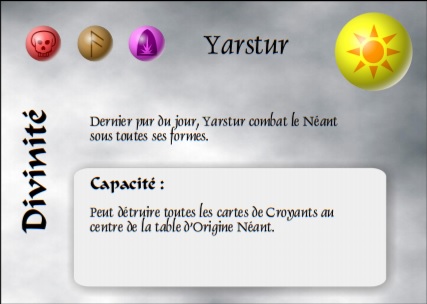 Yarstur
Divinité
Dernier pur du jour, Yarstur combat le Néant
sous toutes ses formes.
Capacité :
Peut détruire toutes les cartes de Croyants au
centre de la table d'Origine Néant.